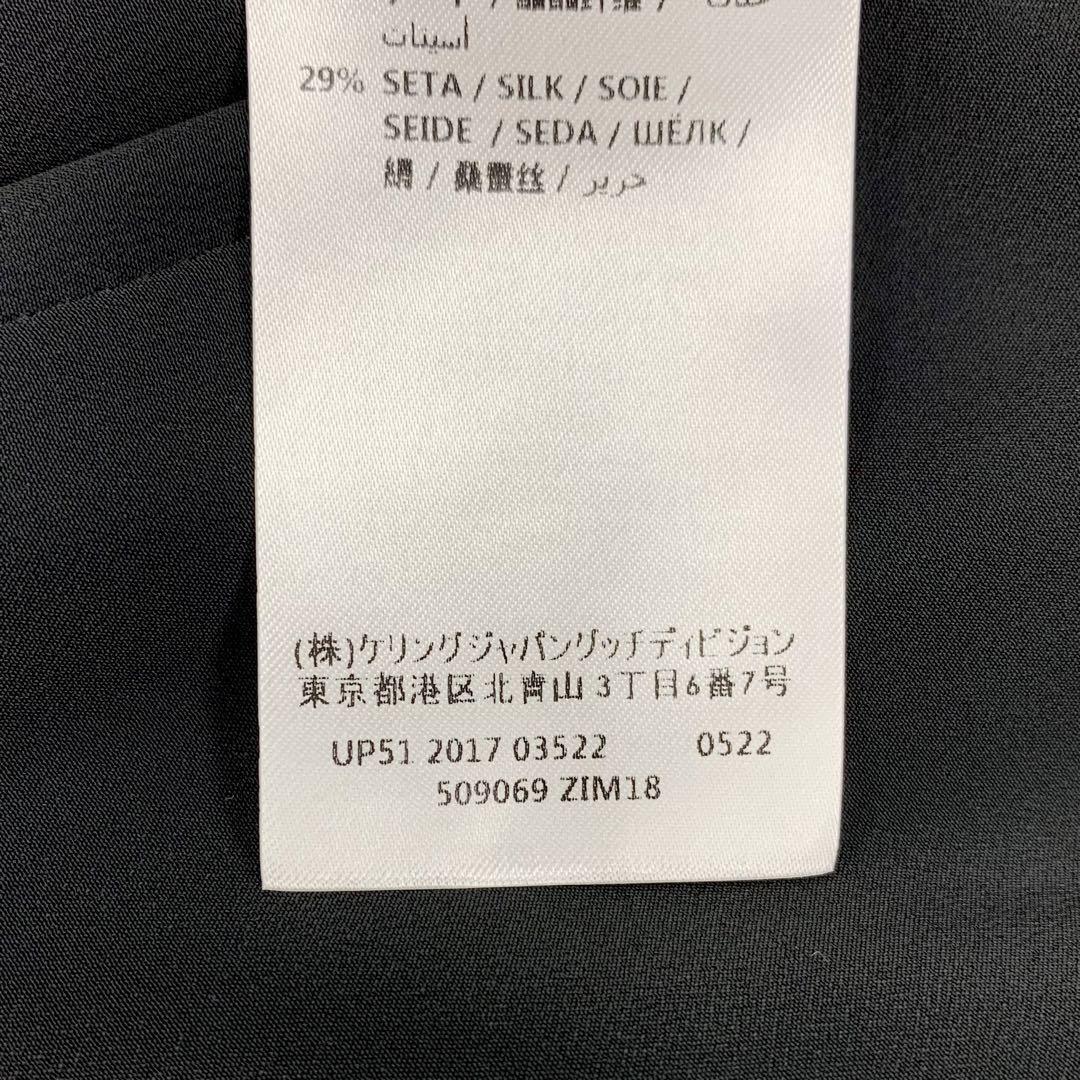 أسيتات
29% SETA / SILK / SOIE /
SEIDE / SEDA / ШЁЛК /
絹 / 桑蚕丝 / حرير
(株)ケリングジャパングッチディビジョン
東京都港区北青山3丁目6番7号
UP51 2017 03522 0522
509069 ZIM18